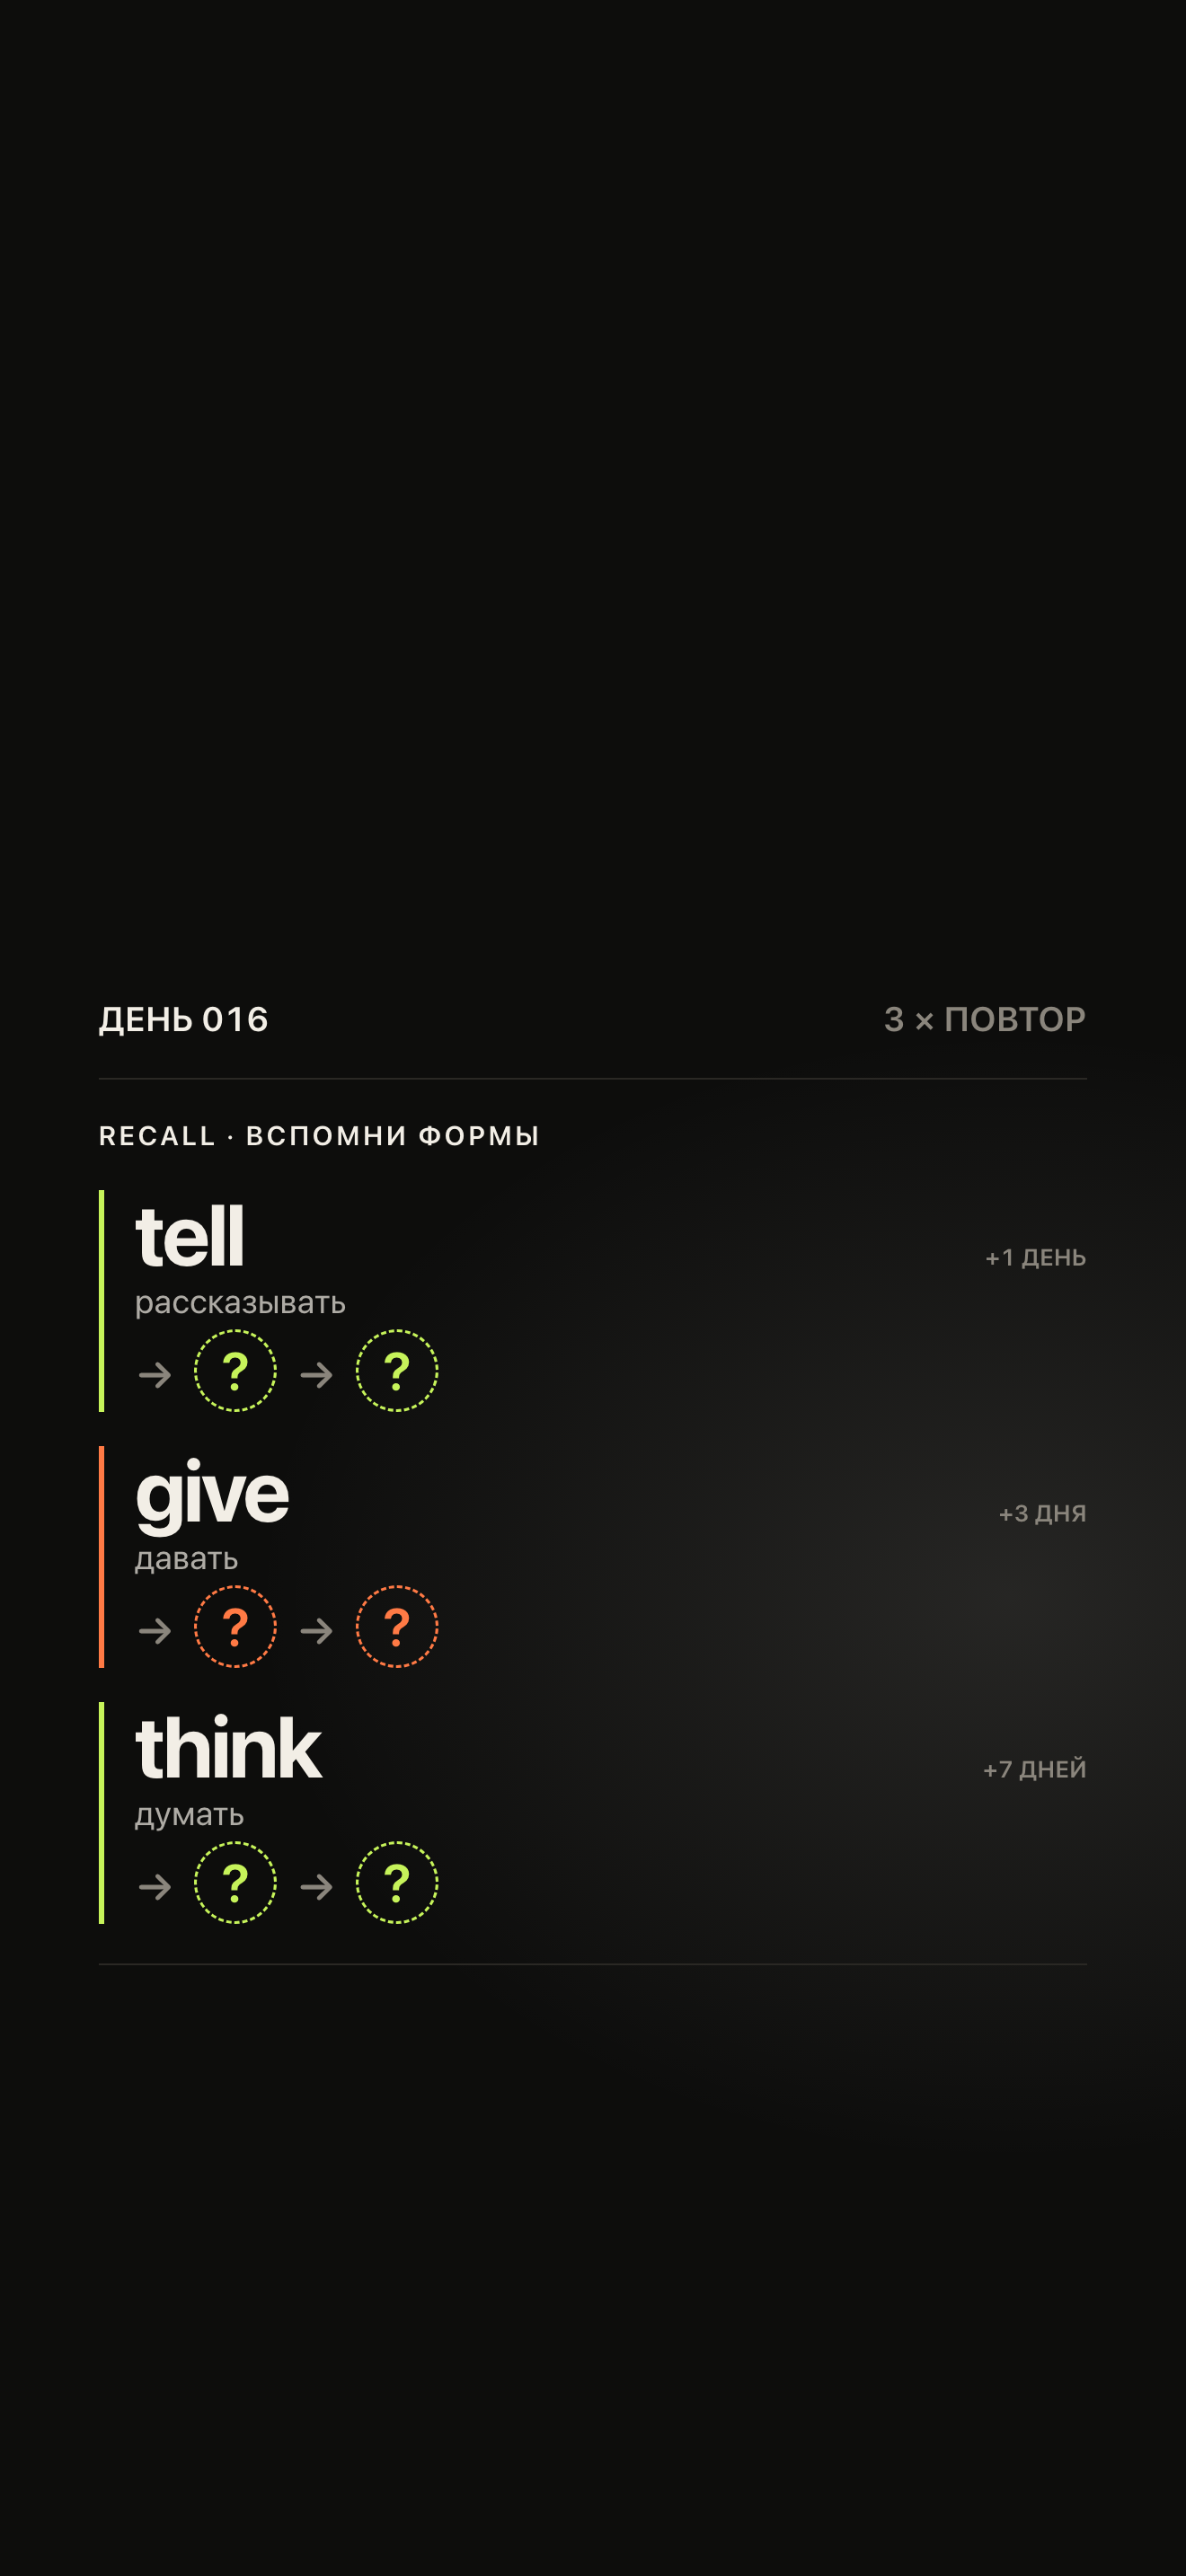 ДЕНЬ 016
3 × ПОВТОР
RECALL · ВСПОМНИ ФОРМЫ
tell
+1 ДЕНЬ
рассказывать
→ ? → ?
give
+3 ДНЯ
давать
→ ? → ?
think
+7 ДНЕЙ
думать
→ ? → ?